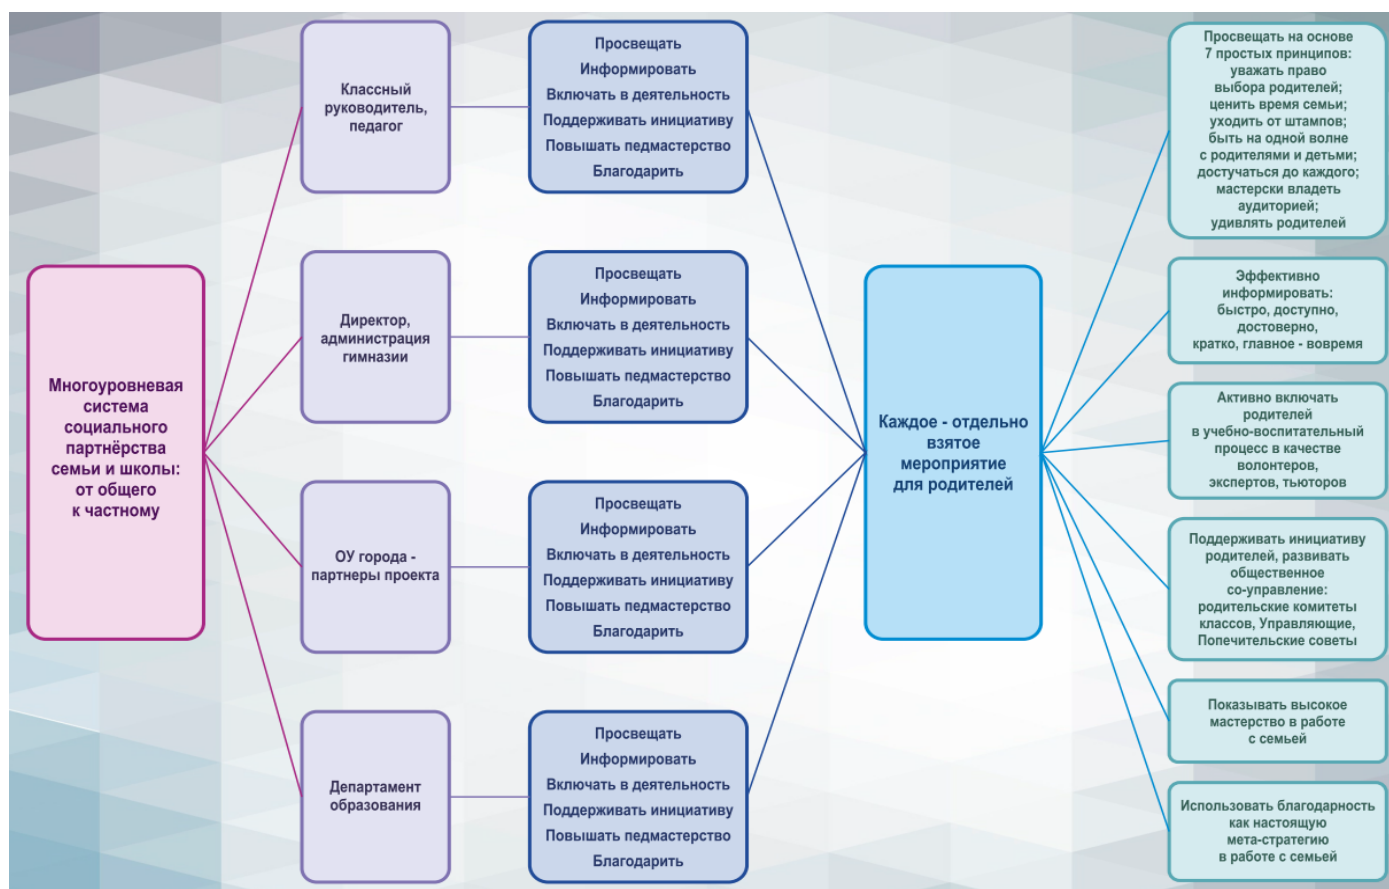 Многоуровневая
система
социального
партнёрства
семьи и школы:
от общего
к частному
Классный
руководитель,
педагог
Просвещать
Информировать
Включать в деятельность
Поддерживать инициативу
Повышать педмастерство
Благодарить
Директор,
администрация
гимназии
Просвещать
Информировать
Включать в деятельность
Поддерживать инициативу
Повышать педмастерство
Благодарить
ОУ города -
партнеры проекта
Просвещать
Информировать
Включать в деятельность
Поддерживать инициативу
Повышать педмастерство
Благодарить
Департамент
образования
Просвещать
Информировать
Включать в деятельность
Поддерживать инициативу
Повышать педмастерство
Благодарить
Каждое - отдельно
взятое
мероприятие
для родителей
Просвещать на основе
7 простых принципов:
уважать право
выбора родителей;
ценить время семьи;
уходить от штампов;
быть на одной волне
с родителями и детьми;
достучаться до каждого;
мастерски владеть
аудиторией;
удивлять родителей
Эффективно
информировать:
быстро, доступно,
достоверно,
кратко, главное - вовремя
Активно включать
родителей
в учебно-воспитательный
процесс в качестве
волонтеров,
экспертов, тьюторов
Поддерживать инициативу
родителей, развивать
общественное
со-управление:
родительские комитеты
классов, Управляющие,
Попечительские советы
Показывать высокое
мастерство в работе
с семьей
Использовать благодарность
как настоящую
мета-стратегию
в работе с семьей